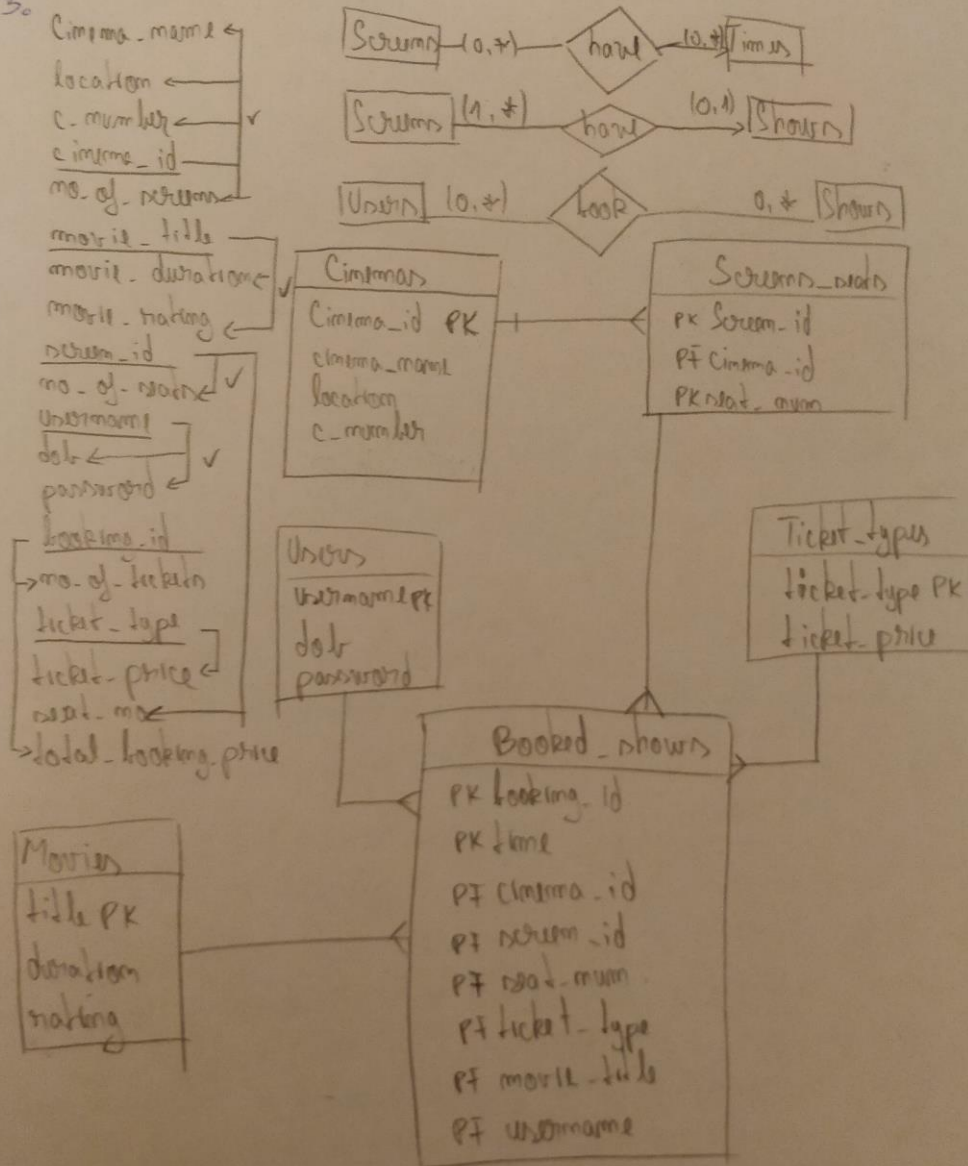 3.
Cinema_name
location
c_number
cinema_id
no_of_screens
movie_title
movie_duration
movie_rating
screen_id
no_of_seats
username
dob
password
booking_id
no_of_tickets
ticket_type
ticket_price
seat_no
total_booking_price
Screens (0,*) have (0,*) Times
Screens (1,*) have (0,1) Shows
Users (0,*) book 0,* Shows
Cinemas
Cinema_id PK
cinema_name
location
c_number
Screens_seats
PK Screen_id
PF Cinema_id
PK seat_num
Users
username PK
dob
password
Ticket_types
ticket_type PK
ticket_price
Booked_shows
PK booking_id
PK time
PF cinema_id
PF screen_id
PF seat_num
PF ticket_type
PF movie_title
PF username
Movies
title PK
duration
rating